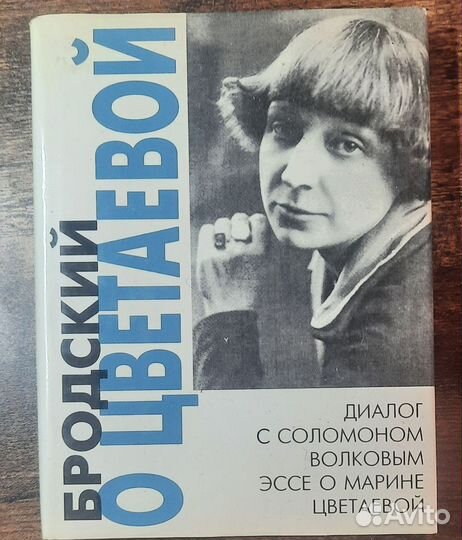 БРОДСКИЙ
О ЦВЕТАЕВОЙ
ДИАЛОГ
С СОЛОМОНОМ
ВОЛКОВЫМ
ЭССЕ О МАРИНЕ
ЦВЕТАЕВОЙ
Avito